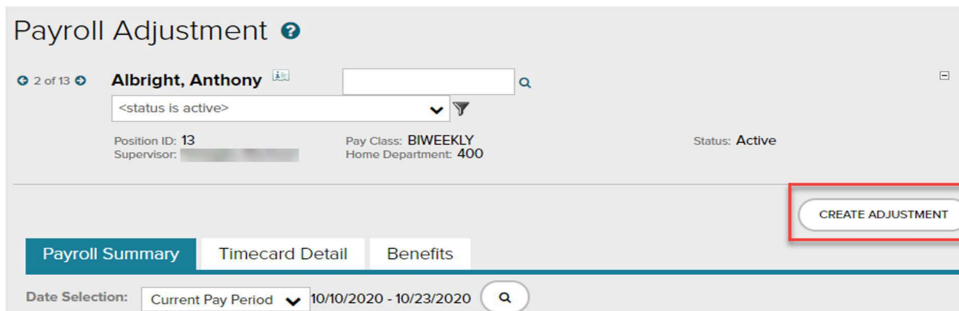 Payroll Adjustment ?
2 of 13 Albright, Anthony
<status is active>
Position ID: 13 Pay Class: BIWEEKLY Status: Active
Supervisor: Home Department: 400
CREATE ADJUSTMENT
Payroll Summary Timecard Detail Benefits
Date Selection: Current Pay Period 10/10/2020 - 10/23/2020